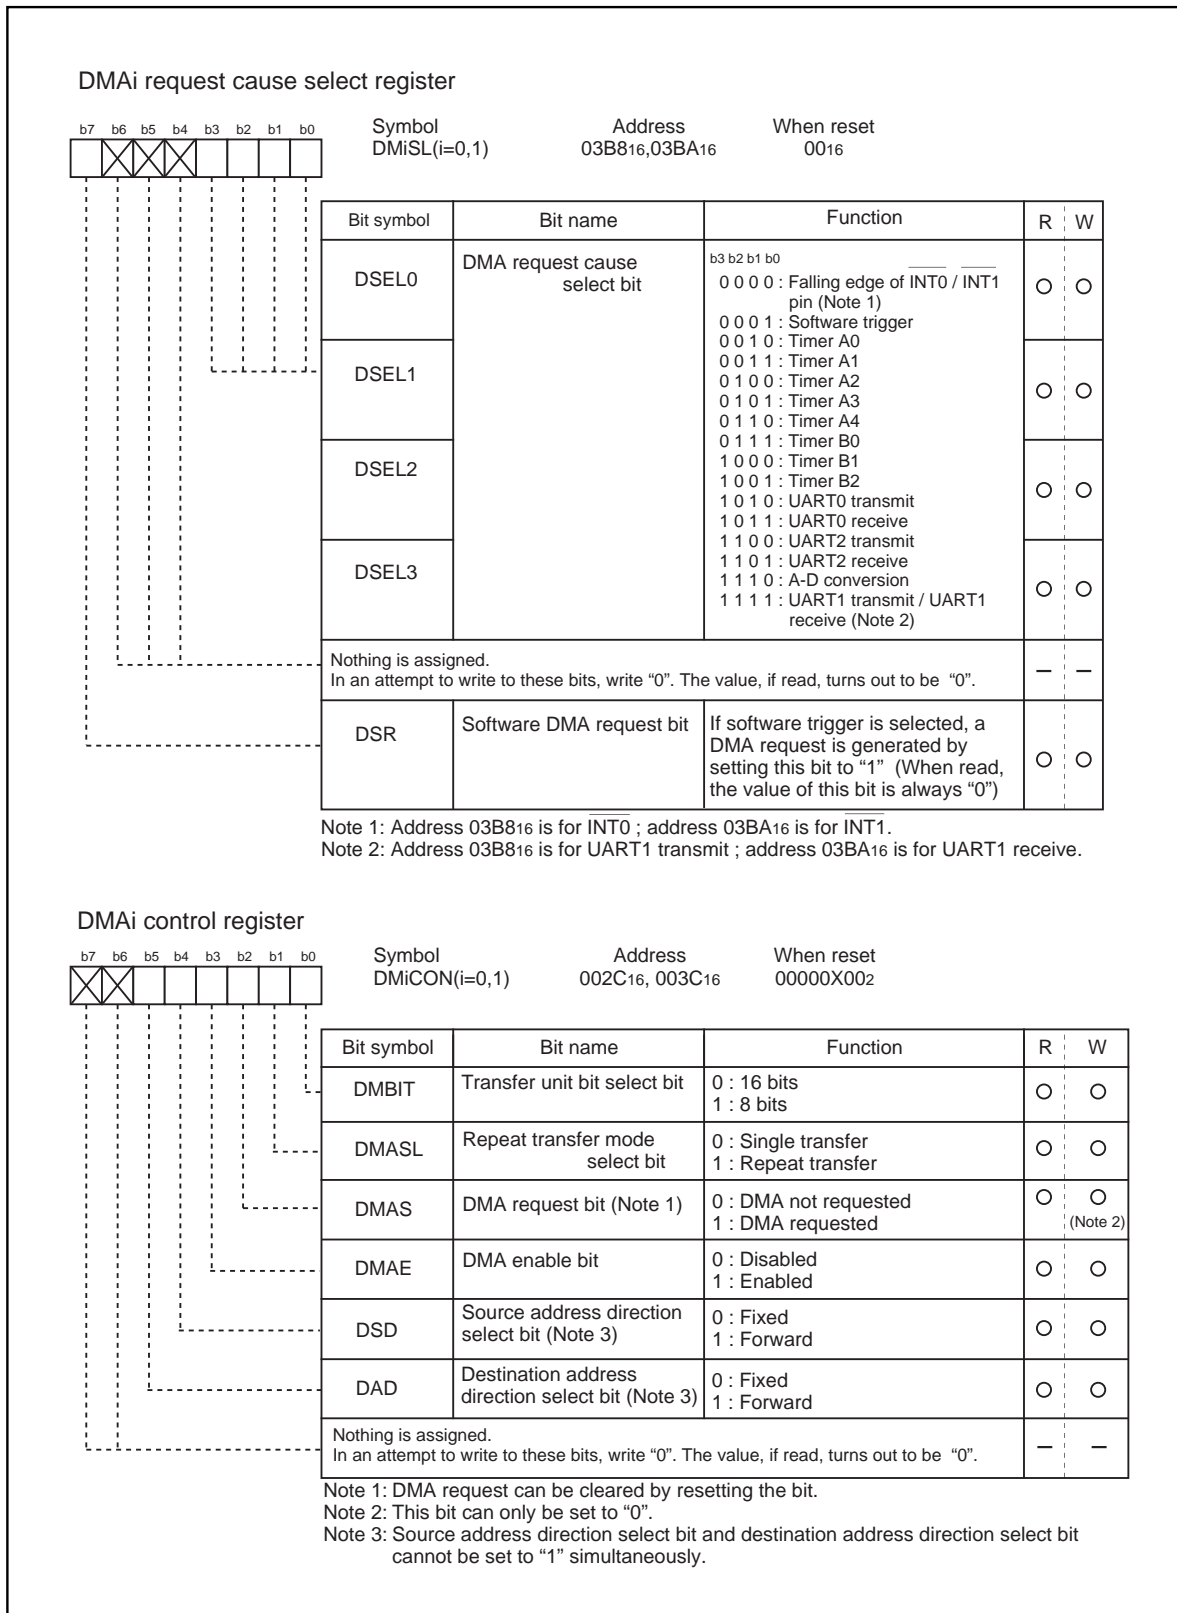 DMAi request cause select register
b7 b6 b5 b4 b3 b2 b1 b0
Symbol Address When reset
DMiSL(i=0,1) 03B816,03BA16 0016
Bit symbol Bit name Function R W
DSEL0 DMA request cause select bit
b3 b2 b1 b0
0 0 0 0 : Falling edge of INT0 / INT1
pin (Note 1)
0 0 0 1 : Software trigger
0 0 1 0 : Timer A0
0 0 1 1 : Timer A1
DSEL1
0 1 0 0 : Timer A2
0 1 0 1 : Timer A3
0 1 1 0 : Timer A4
0 1 1 1 : Timer B0
DSEL2
1 0 0 0 : Timer B1
1 0 0 1 : Timer B2
1 0 1 0 : UART0 transmit
1 0 1 1 : UART0 receive
1 1 0 0 : UART2 transmit
DSEL3
1 1 0 1 : UART2 receive
1 1 1 0 : A-D conversion
1 1 1 1 : UART1 transmit / UART1
receive (Note 2)
Nothing is assigned.
In an attempt to write to these bits, write “0”. The value, if read, turns out to be “0”. – –
DSR Software DMA request bit If software trigger is selected, a
DMA request is generated by
setting this bit to “1” (When read,
the value of this bit is always “0”)
Note 1: Address 03B816 is for INT0 ; address 03BA16 is for INT1.
Note 2: Address 03B816 is for UART1 transmit ; address 03BA16 is for UART1 receive.
DMAi control register
b7 b6 b5 b4 b3 b2 b1 b0
Symbol Address When reset
DMiCON(i=0,1) 002C16, 003C16 00000X002
Bit symbol Bit name Function R W
DMBIT Transfer unit bit select bit 0 : 16 bits
1 : 8 bits
DMASL Repeat transfer mode select bit 0 : Single transfer
1 : Repeat transfer
DMAS DMA request bit (Note 1) 0 : DMA not requested
1 : DMA requested (Note 2)
DMAE DMA enable bit 0 : Disabled
1 : Enabled
DSD Source address direction select bit (Note 3) 0 : Fixed
1 : Forward
DAD Destination address direction select bit (Note 3) 0 : Fixed
1 : Forward
Nothing is assigned.
In an attempt to write to these bits, write “0”. The value, if read, turns out to be “0”. – –
Note 1: DMA request can be cleared by resetting the bit.
Note 2: This bit can only be set to “0”.
Note 3: Source address direction select bit and destination address direction select bit
cannot be set to “1” simultaneously.